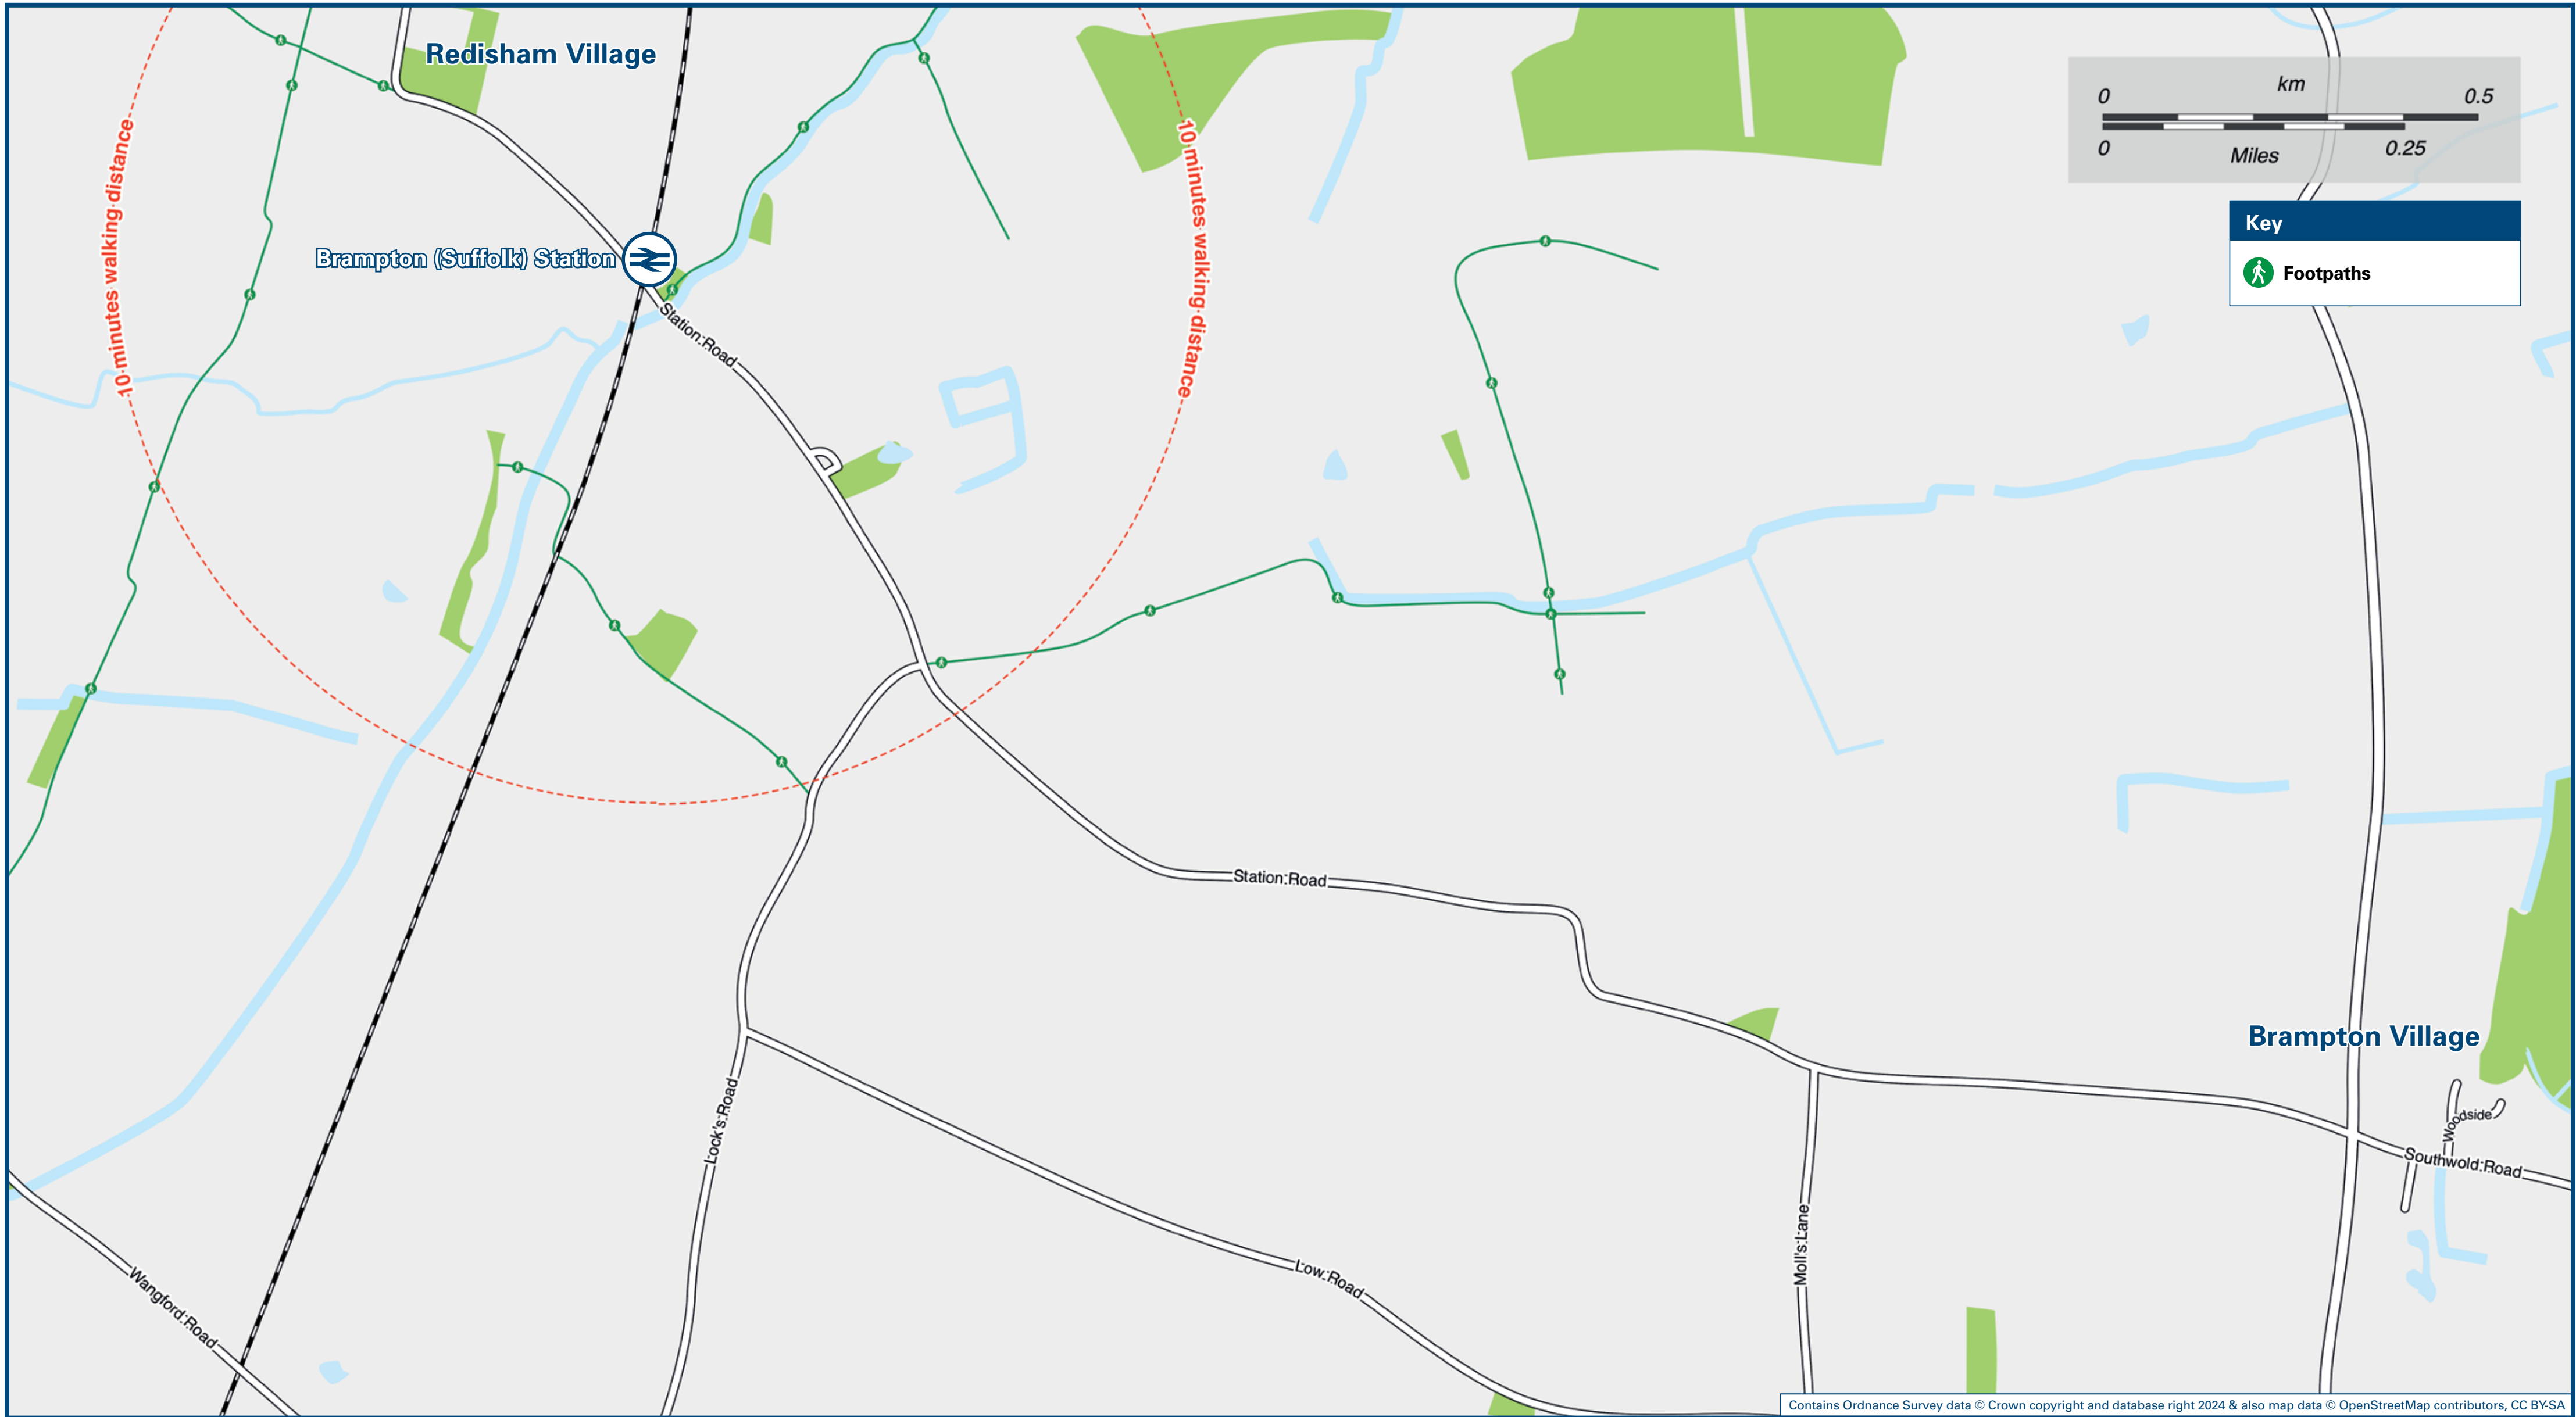 Redisham Village
km
0 0.5
0 0.25
Miles
10 minutes walking distance
10 minutes walking distance
Key
Footpaths
Brampton (Suffolk) Station
Station Road
Station Road
Brampton Village
Woodside
Southwold Road
Lock's Road
Low Road
Moll's Lane
Wangford Road
Contains Ordnance Survey data © Crown copyright and database right 2024 & also map data © OpenStreetMap contributors, CC BY-SA